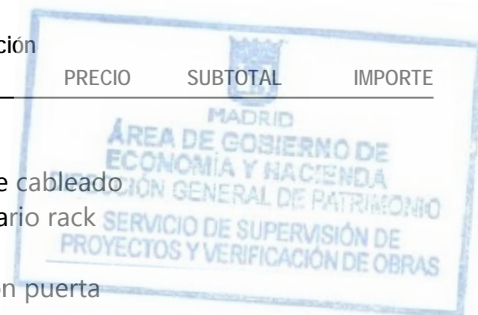 ción
PRECIO SUBTOTAL IMPORTE
MADRID
ÁREA DE GOBIERNO DE
ECONOMÍA Y HACIENDA
e cableado
DIRECCIÓN GENERAL DE PATRIMONIO
ario rack
SERVICIO DE SUPERVISIÓN DE
PROYECTOS Y VERIFICACIÓN DE OBRAS
n puerta